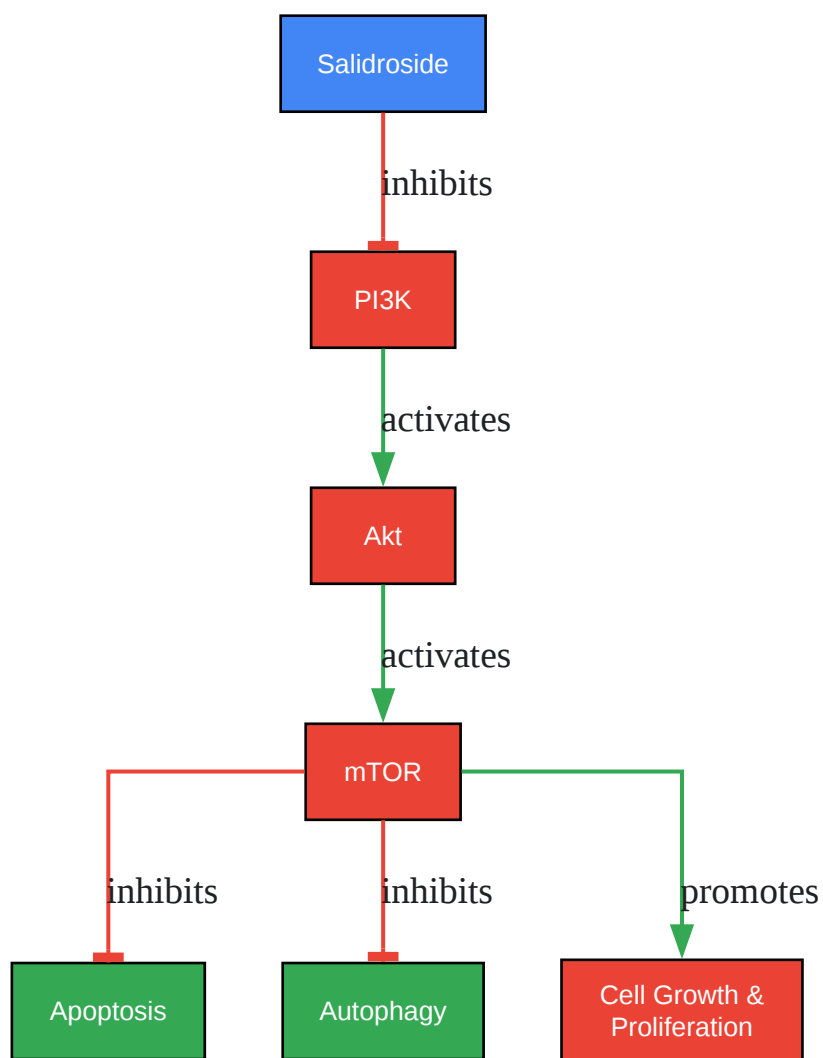 Salidroside
inhibits
PI3K
activates
Akt
activates
mTOR
inhibits
inhibits
promotes
Apoptosis
Autophagy
Cell Growth &
Proliferation